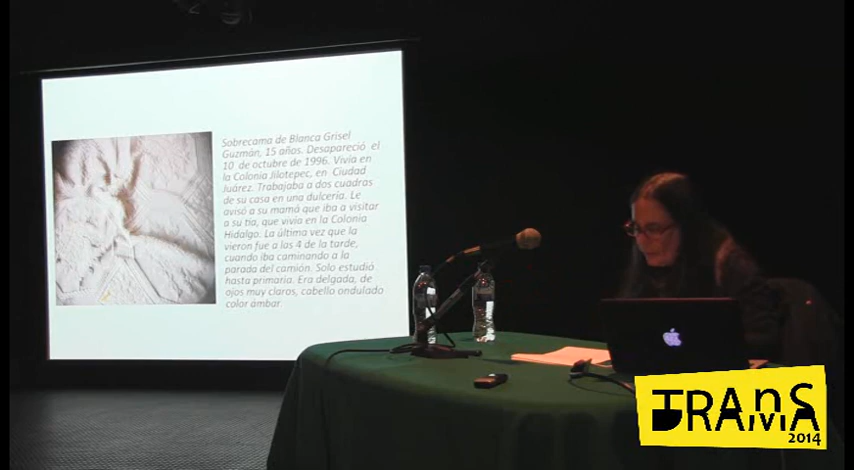 Sobrecama de Blanca Grisel
Guzmán, 15 años. Desapareció el
10 de octubre de 1996. Vivía en
la Colonia Jilotepec, en Ciudad
Juárez. Trabajaba a dos cuadras
de su casa en una dulcería. Le
avisó a su mamá que iba a visitar
a su tía, que vivía en la Colonia
Hidalgo. La última vez que la
vieron fue a las 4 de la tarde,
cuando iba caminando a la
parada del camión. Solo estudió
hasta primaria. Era delgada, de
ojos muy claros, cabello ondulado
color ámbar.
TRANS
DRAMA
2014